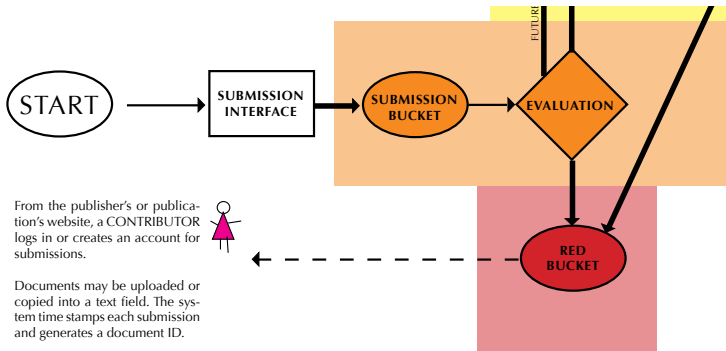 FUTURE
START
SUBMISSION
INTERFACE
SUBMISSION
BUCKET
EVALUATION
From the publisher's or publica-
tion's website, a CONTRIBUTOR
logs in or creates an account for
submissions.
Documents may be uploaded or
copied into a text field. The sys-
tem time stamps each submission
and generates a document ID.
RED
BUCKET